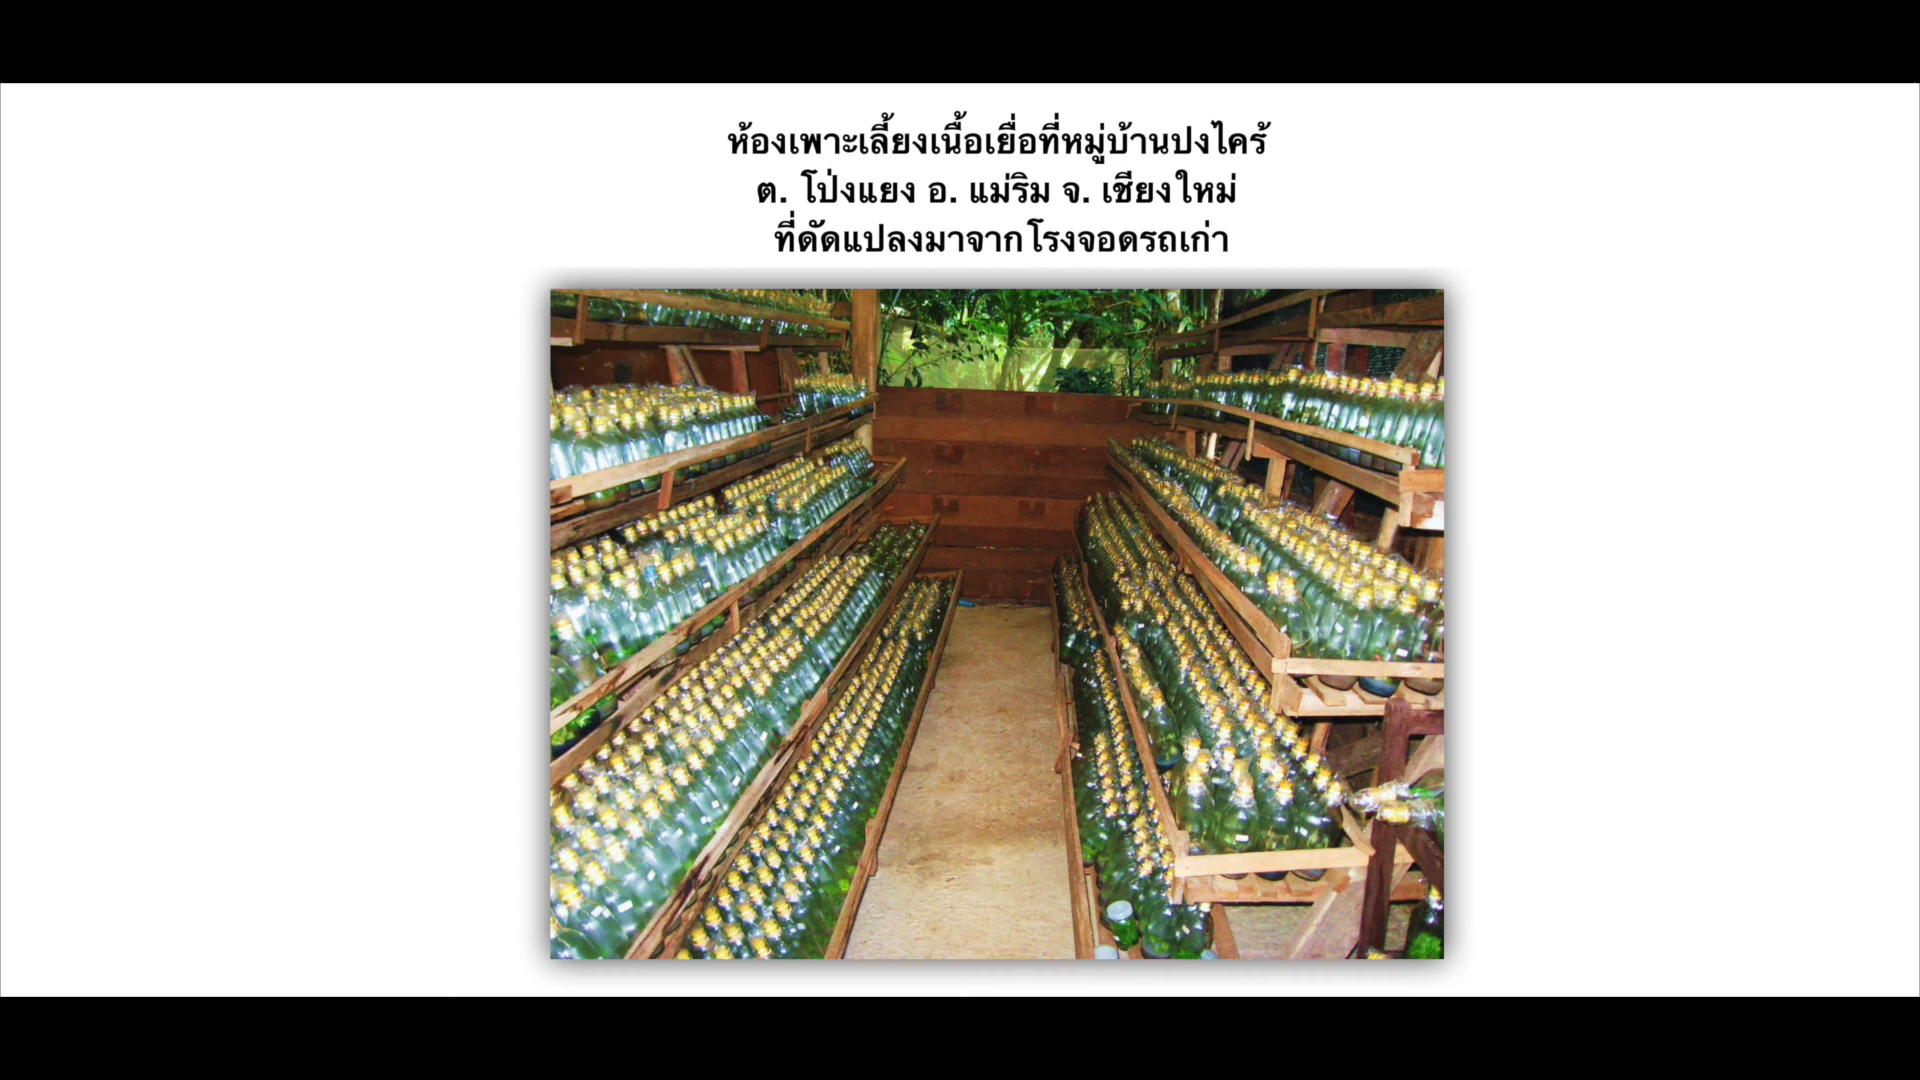 ห้องเพาะเลี้ยงเนื้อเยื่อที่หมู่บ้านปงไคร้
ต. โป่งแยง อ. แม่ริม จ. เชียงใหม่
ที่ดัดแปลงมาจากโรงจอดรถเก่า